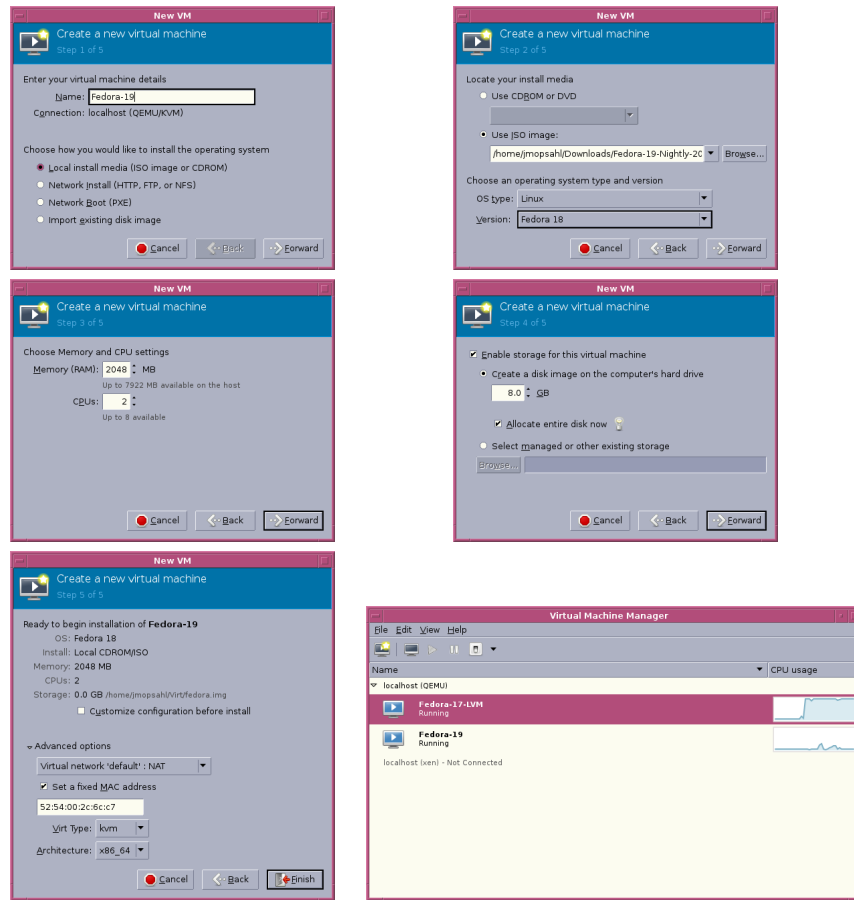 New VM
Create a new virtual machine
Step 1 of 5
Enter your virtual machine details
Name: Fedora-19
Connection: localhost (QEMU/KVM)
Choose how you would like to install the operating system
Local install media (ISO image or CDROM)
Network Install (HTTP, FTP, or NFS)
Network Boot (PXE)
Import existing disk image
Cancel Back Forward
New VM
Create a new virtual machine
Step 2 of 5
Locate your install media
Use CDROM or DVD
Use ISO image:
/home/jmopsahl/Downloads/Fedora-19-Nightly-20 Browse...
Choose an operating system type and version
OS type: Linux
Version: Fedora 18
Cancel Back Forward
New VM
Create a new virtual machine
Step 3 of 5
Choose Memory and CPU settings
Memory (RAM): 2048 MB
Up to 7922 MB available on the host
CPUs: 2
Up to 8 available
Cancel Back Forward
New VM
Create a new virtual machine
Step 4 of 5
Enable storage for this virtual machine
Create a disk image on the computer's hard drive
8.0 GB
Allocate entire disk now
Select managed or other existing storage
Browse...
Cancel Back Forward
New VM
Create a new virtual machine
Step 5 of 5
Ready to begin installation of Fedora-19
OS: Fedora 18
Install: Local CDROM/ISO
Memory: 2048 MB
CPUs: 2
Storage: 0.0 GB /home/jmopsahl/Virt/fedora.img
Customize configuration before install
Advanced options
Virtual network 'default' : NAT
Set a fixed MAC address
52:54:00:2c:6c:c7
Virt Type: kvm
Architecture: x86_64
Cancel Back Finish
Virtual Machine Manager
File Edit View Help
Name CPU usage
localhost (QEMU)
Fedora-17-LVM
Running
Fedora-19
Running
localhost (xen) - Not Connected